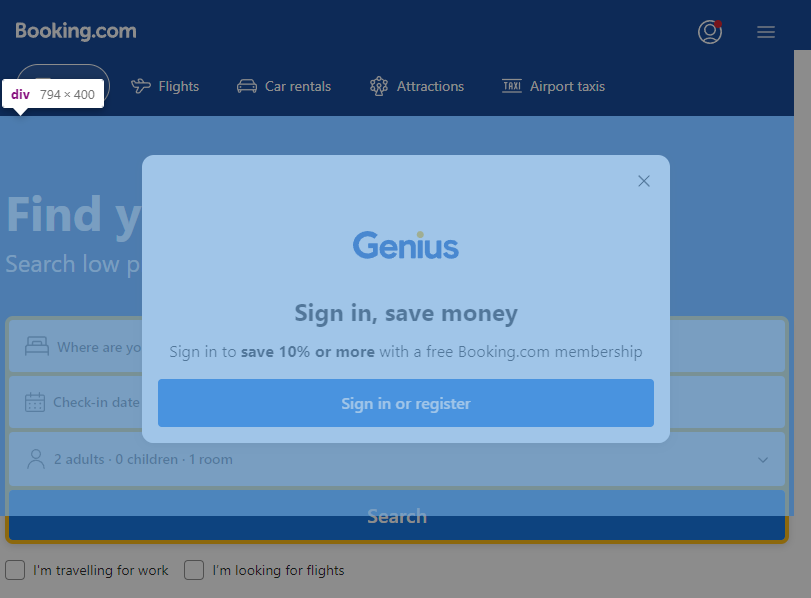 Booking.com
Flights
Car rentals
Attractions
TAXI Airport taxis
div 794 × 400
Find y
Search low p
Genius
Sign in, save money
Sign in to save 10% or more with a free Booking.com membership
Sign in or register
Where are yo
Check-in date
2 adults · 0 children · 1 room
Search
I'm travelling for work
I'm looking for flights